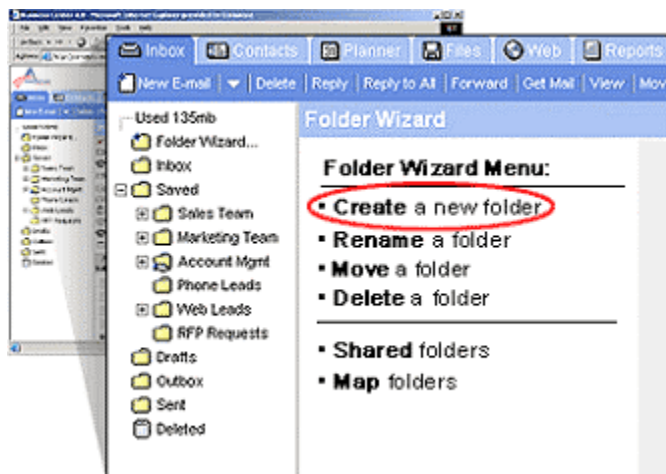 Inbox Contacts Planner Files Web Reports
New E-mail Delete Reply Reply to All Forward Get Mail View Mov
Used 135mb
Folder Wizard...
Inbox
Saved
Sales Team
Marketing Team
Account Mgmt
Phone Leads
Web Leads
RFP Requests
Drafts
Outbox
Sent
Deleted
Folder Wizard
Folder Wizard Menu:
Create a new folder
Rename a folder
Move a folder
Delete a folder
Shared folders
Map folders